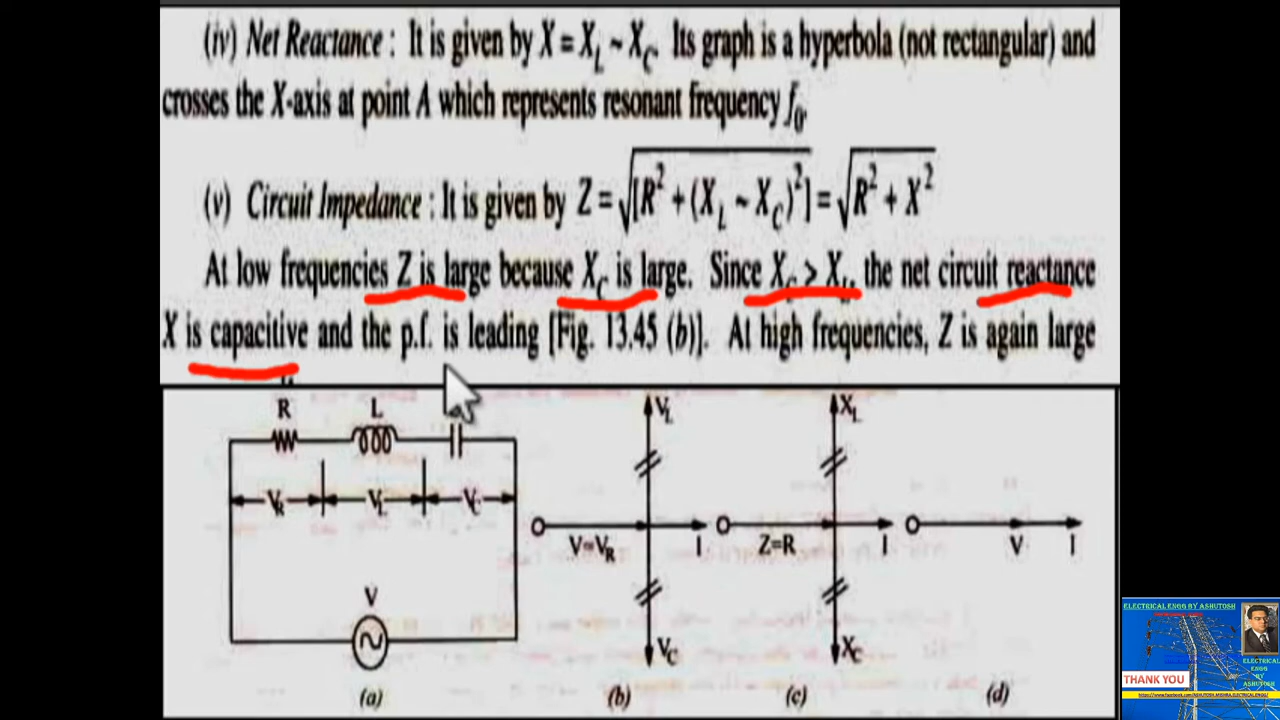 (iv) Net Reactance : It is given by X = X_L ~ X_C. Its graph is a hyperbola (not rectangular) and
crosses the X-axis at point A which represents resonant frequency f_0.
(v) Circuit Impedance : It is given by Z = √[R² + (X_L ~ X_C)²] = √R² + X²
At low frequencies Z is large because X_C is large. Since X_C > X_L, the net circuit reactance
X is capacitive and the p.f. is leading [Fig. 13.45 (b)]. At high frequencies, Z is again large
R L
V_R V_L V_C
V
(a)
V_L
V=V_R I
V_C
(b)
X_L
Z=R I
X_C
(c)
V I
(d)
ELECTRICAL ENGG BY ASHUTOSH
ELECTRICAL
ENGG
BY
ASHUTOSH
THANK YOU